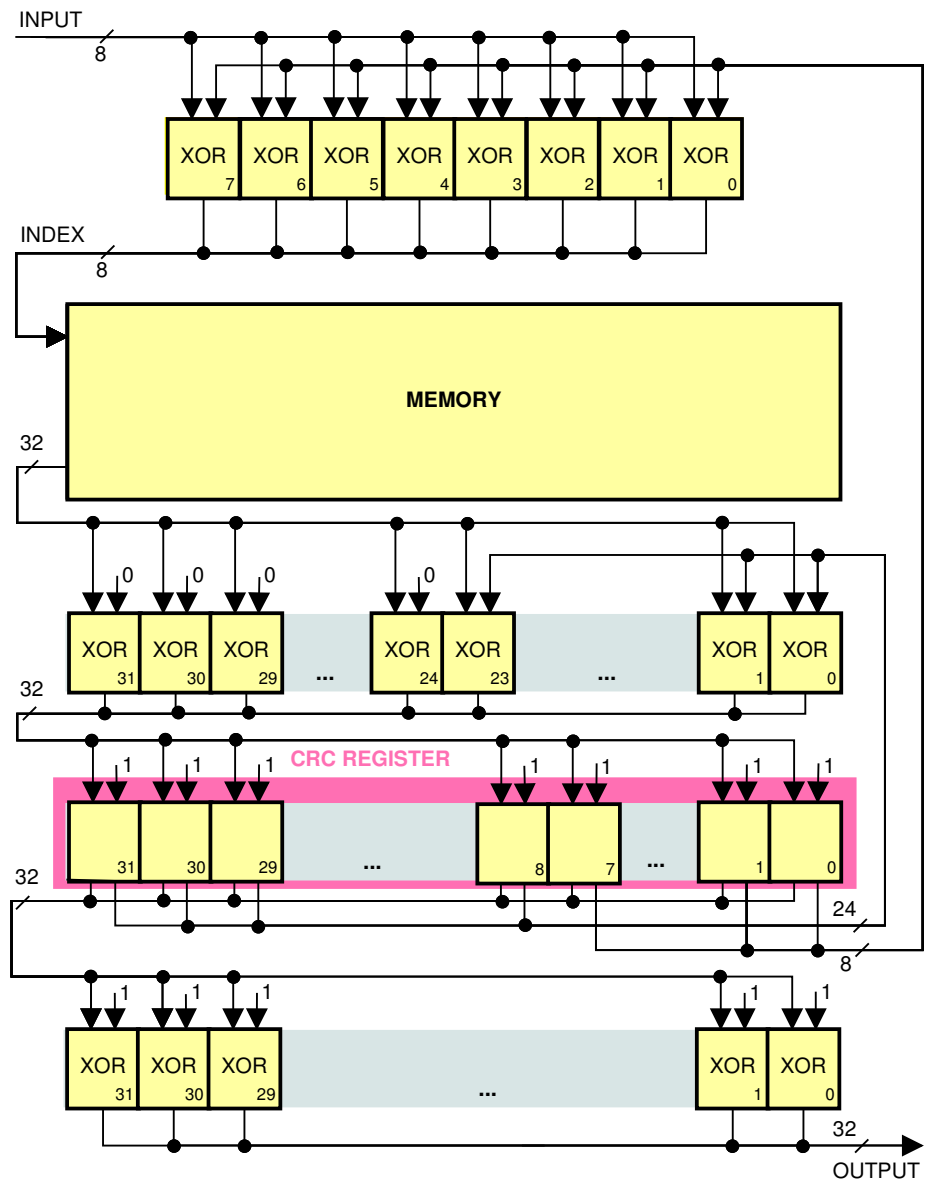 INPUT
8
XOR XOR XOR XOR XOR XOR XOR XOR
7 6 5 4 3 2 1 0
INDEX
8
MEMORY
32
0 0 0 0
XOR XOR XOR XOR XOR XOR XOR
31 30 29 ... 24 23 ... 1 0
32
CRC REGISTER
1 1 1 1 1 1 1
31 30 29 ... 8 7 ... 1 0
32
24
8
1 1 1 1 1
XOR XOR XOR XOR XOR
31 30 29 ... 1 0
32
OUTPUT